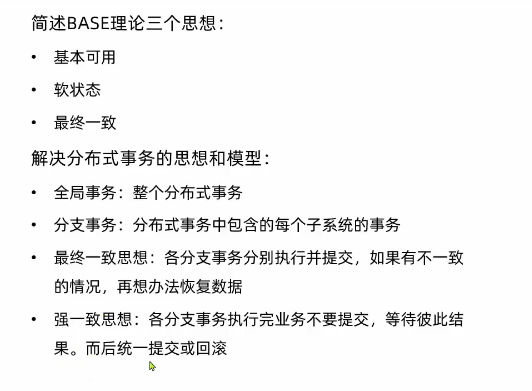 简述BASE理论三个思想：
• 基本可用
• 软状态
• 最终一致
解决分布式事务的思想和模型：
• 全局事务：整个分布式事务
• 分支事务：分布式事务中包含的每个子系统的事务
• 最终一致思想：各分支事务分别执行并提交，如果有不一致
的情况，再想办法恢复数据
• 强一致思想：各分支事务执行完业务不要提交，等待彼此结
果。而后统一提交或回滚